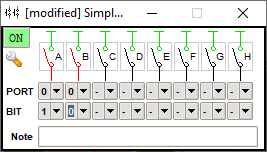 [modified] Simpl...
ON
A B C D E F G H
PORT 0 0 - - - - - -
BIT 1 0 - - - - - -
Note